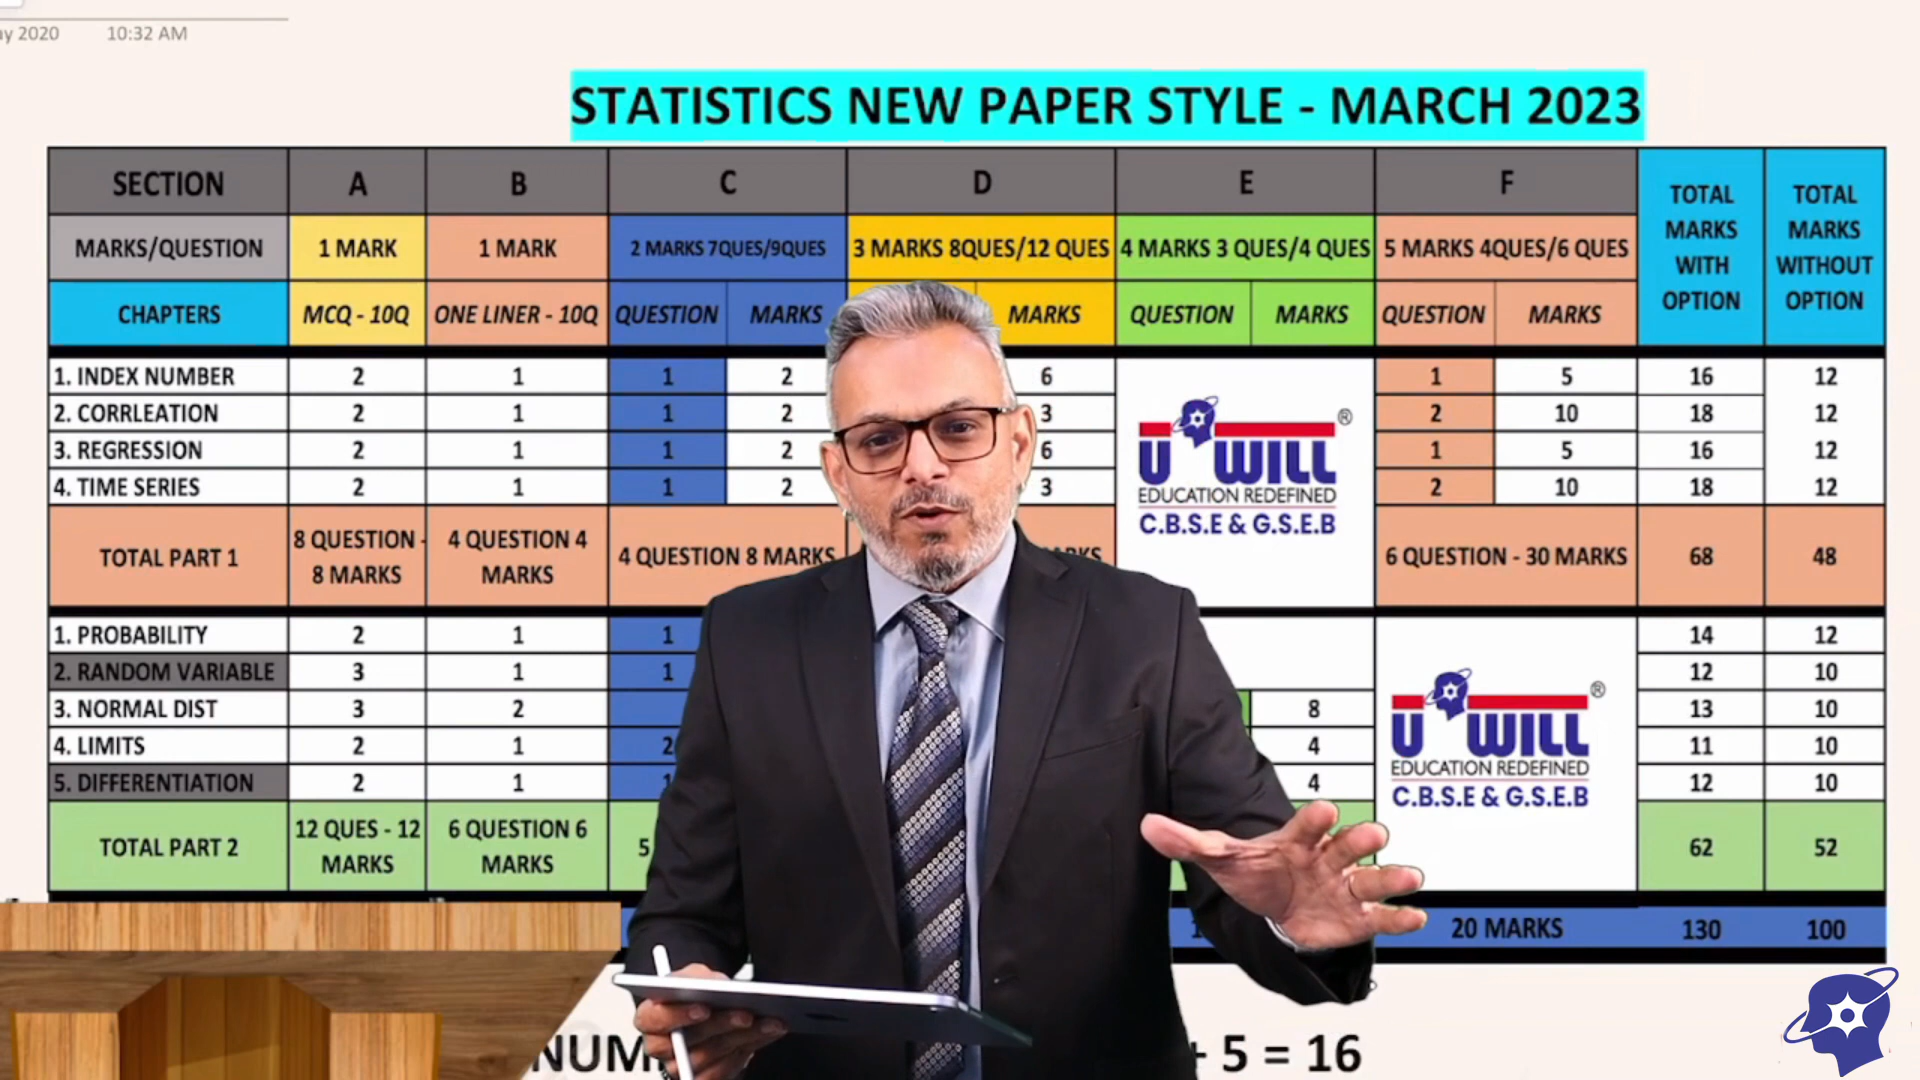 ay 2020 10:32 AM
STATISTICS NEW PAPER STYLE - MARCH 2023
SECTION A B C D E F TOTAL MARKS WITH OPTION TOTAL MARKS WITHOUT OPTION
MARKS/QUESTION 1 MARK 1 MARK 2 MARKS 7QUES/9QUES 3 MARKS 8QUES/12 QUES 4 MARKS 3 QUES/4 QUES 5 MARKS 4QUES/6 QUES
CHAPTERS MCQ - 10Q ONE LINER - 10Q QUESTION MARKS MARKS QUESTION MARKS QUESTION MARKS
1. INDEX NUMBER 2 1 1 2 6 1 5 16 12
2. CORRLEATION 2 1 1 2 3 2 10 18 12
3. REGRESSION 2 1 1 2 6 1 5 16 12
4. TIME SERIES 2 1 1 2 3 2 10 18 12
U WILL ®
EDUCATION REDEFINED
C.B.S.E & G.S.E.B
TOTAL PART 1 8 QUESTION - 8 MARKS 4 QUESTION 4 MARKS 4 QUESTION 8 MARKS 6 QUESTION - 30 MARKS 68 48
1. PROBABILITY 2 1 1 14 12
2. RANDOM VARIABLE 3 1 1 12 10
3. NORMAL DIST 3 2 8 13 10
4. LIMITS 2 1 2 4 11 10
5. DIFFERENTIATION 2 1 1 4 12 10
U WILL ®
EDUCATION REDEFINED
C.B.S.E & G.S.E.B
TOTAL PART 2 12 QUES - 12 MARKS 6 QUESTION 6 MARKS 5 62 52
20 MARKS 130 100
+ 5 = 16